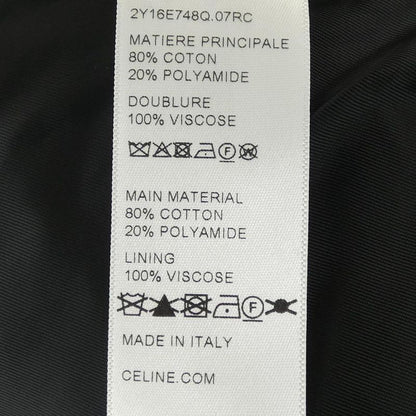 2Y16E748Q.07RC
MATIERE PRINCIPALE
80% COTON
20% POLYAMIDE
DOUBLURE
100% VISCOSE
MAIN MATERIAL
80% COTTON
20% POLYAMIDE
LINING
100% VISCOSE
MADE IN ITALY
CELINE.COM